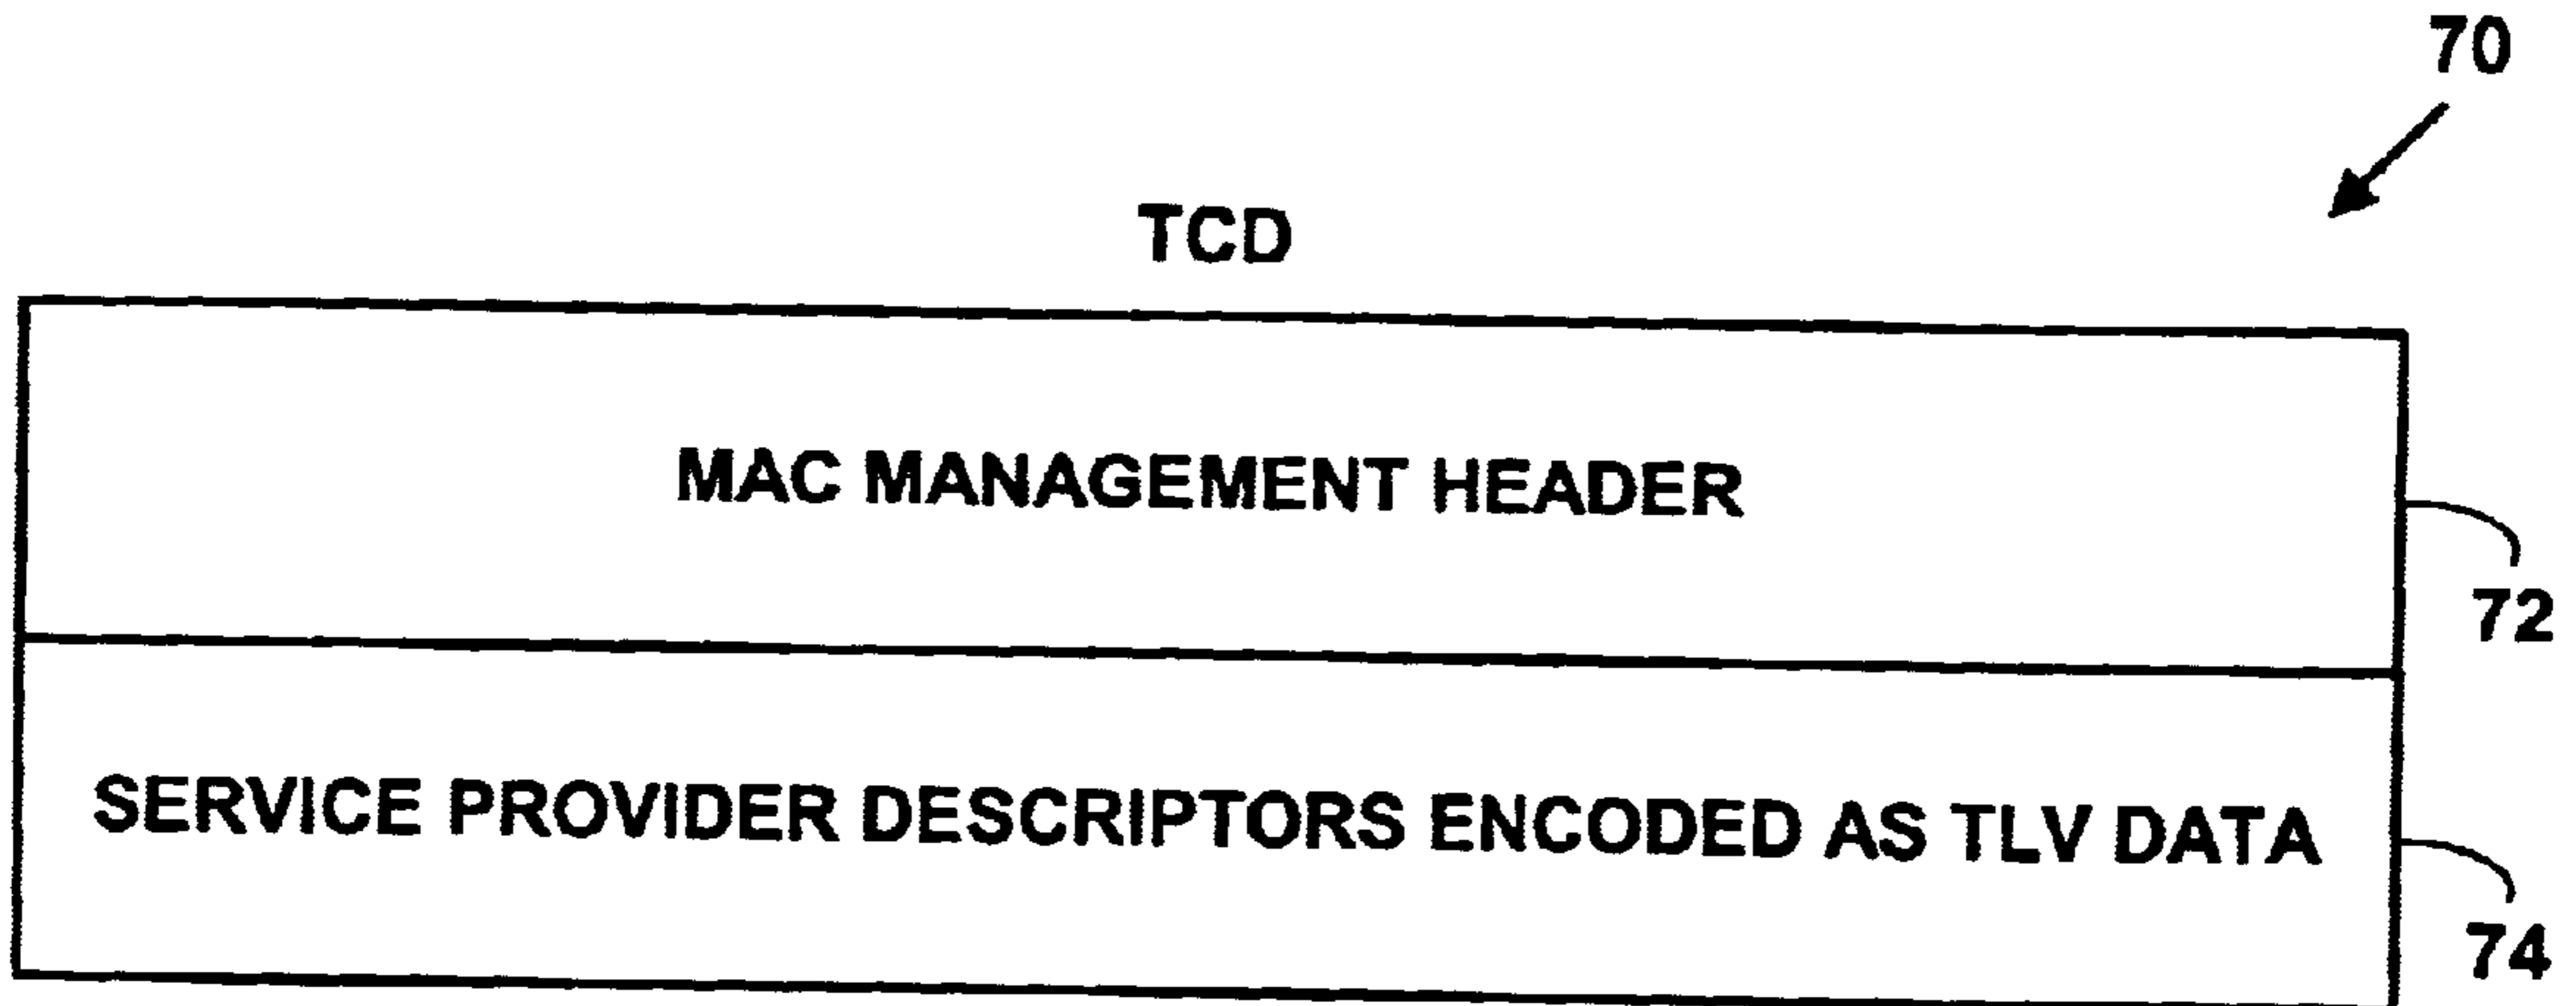 70
TCD
MAC MANAGEMENT HEADER
72
SERVICE PROVIDER DESCRIPTORS ENCODED AS TLV DATA
74